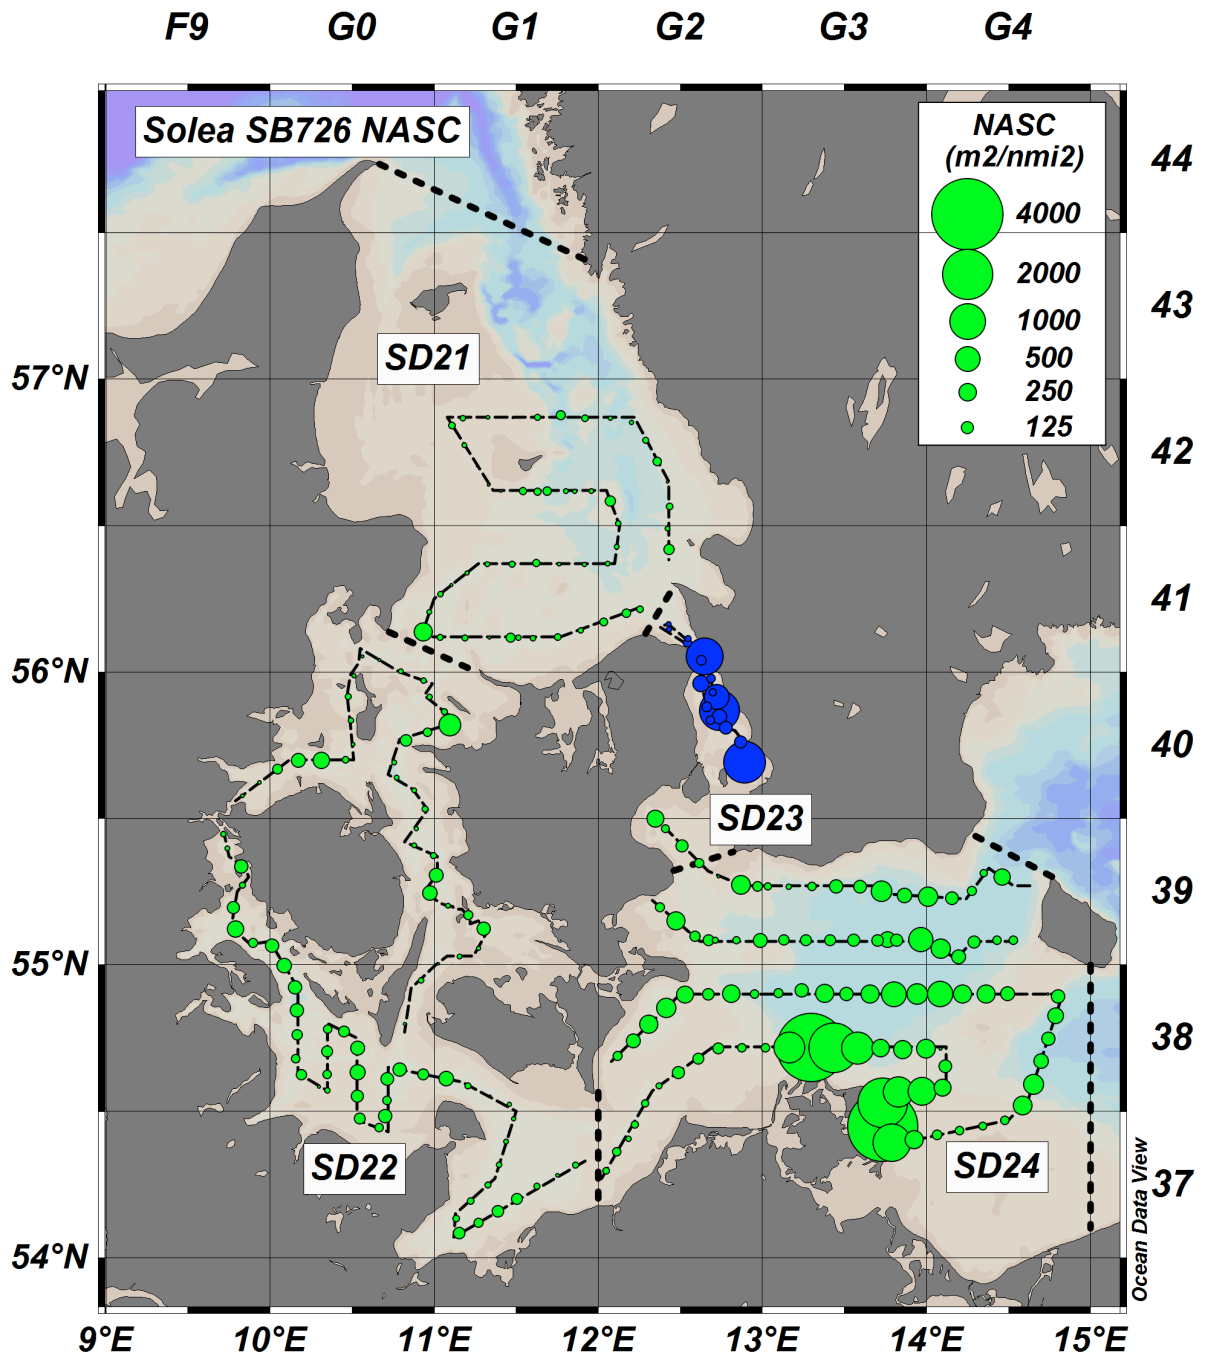 F9 G0 G1 G2 G3 G4
Solea SB726 NASC
NASC
(m2/nmi2)
4000
2000
1000
500
250
125
44
43
42
41
40
39
38
37
57°N
56°N
55°N
54°N
SD21
SD23
SD22
SD24
Ocean Data View
9°E 10°E 11°E 12°E 13°E 14°E 15°E